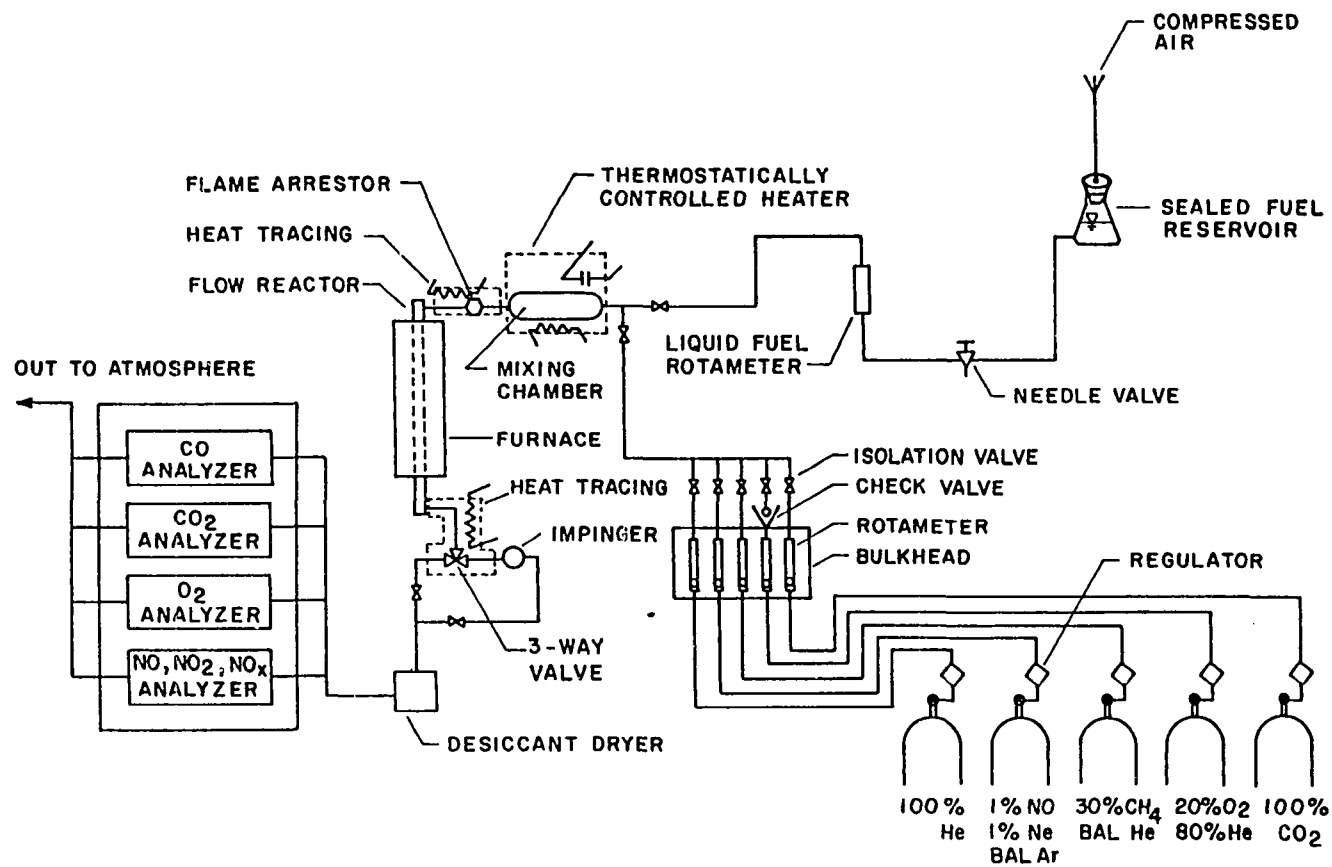 COMPRESSED
AIR
THERMOSTATICALLY
CONTROLLED HEATER
FLAME ARRESTOR
HEAT TRACING
FLOW REACTOR
SEALED FUEL
RESERVOIR
LIQUID FUEL
ROTAMETER
MIXING
CHAMBER
NEEDLE VALVE
OUT TO ATMOSPHERE
FURNACE
CO
ANALYZER
CO2
ANALYZER
O2
ANALYZER
NO, NO2, NOx
ANALYZER
HEAT TRACING
IMPINGER
3-WAY
VALVE
DESICCANT DRYER
ISOLATION VALVE
CHECK VALVE
ROTAMETER
BULKHEAD
REGULATOR
100%
He
1% NO
1% Ne
BAL Ar
30% CH4
BAL He
20% O2
80% He
100%
CO2